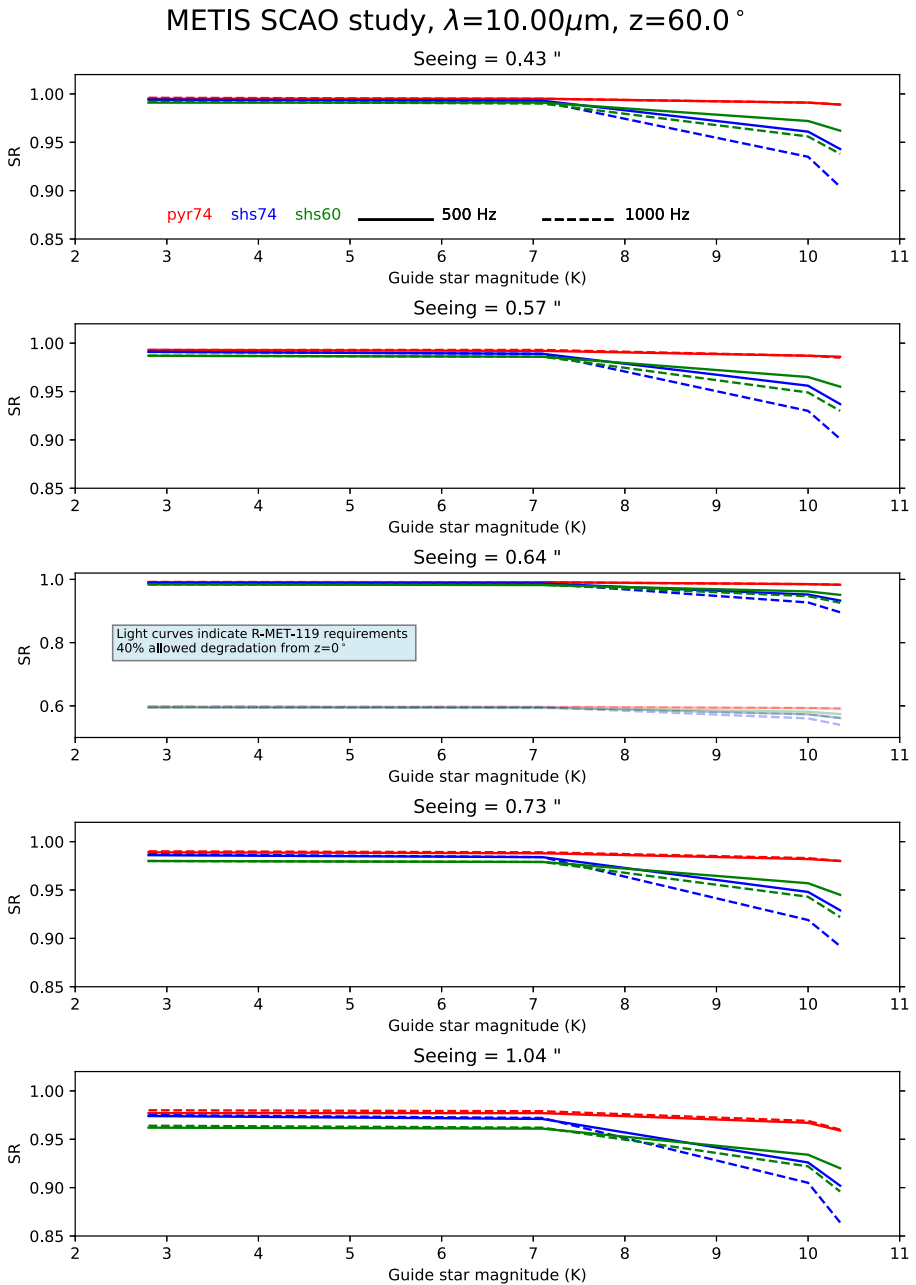 METIS SCAO study, λ=10.00μm, z=60.0°
Seeing = 0.43 "
1.00
0.95
0.90
0.85
SR
pyr74 shs74 shs60 500 Hz 1000 Hz
2 3 4 5 6 7 8 9 10 11
Guide star magnitude (K)
Seeing = 0.57 "
1.00
0.95
0.90
0.85
SR
2 3 4 5 6 7 8 9 10 11
Guide star magnitude (K)
Seeing = 0.64 "
1.0
0.8
0.6
SR
Light curves indicate R-MET-119 requirements
40% allowed degradation from z=0°
2 3 4 5 6 7 8 9 10 11
Guide star magnitude (K)
Seeing = 0.73 "
1.00
0.95
0.90
0.85
SR
2 3 4 5 6 7 8 9 10 11
Guide star magnitude (K)
Seeing = 1.04 "
1.00
0.95
0.90
0.85
SR
2 3 4 5 6 7 8 9 10 11
Guide star magnitude (K)